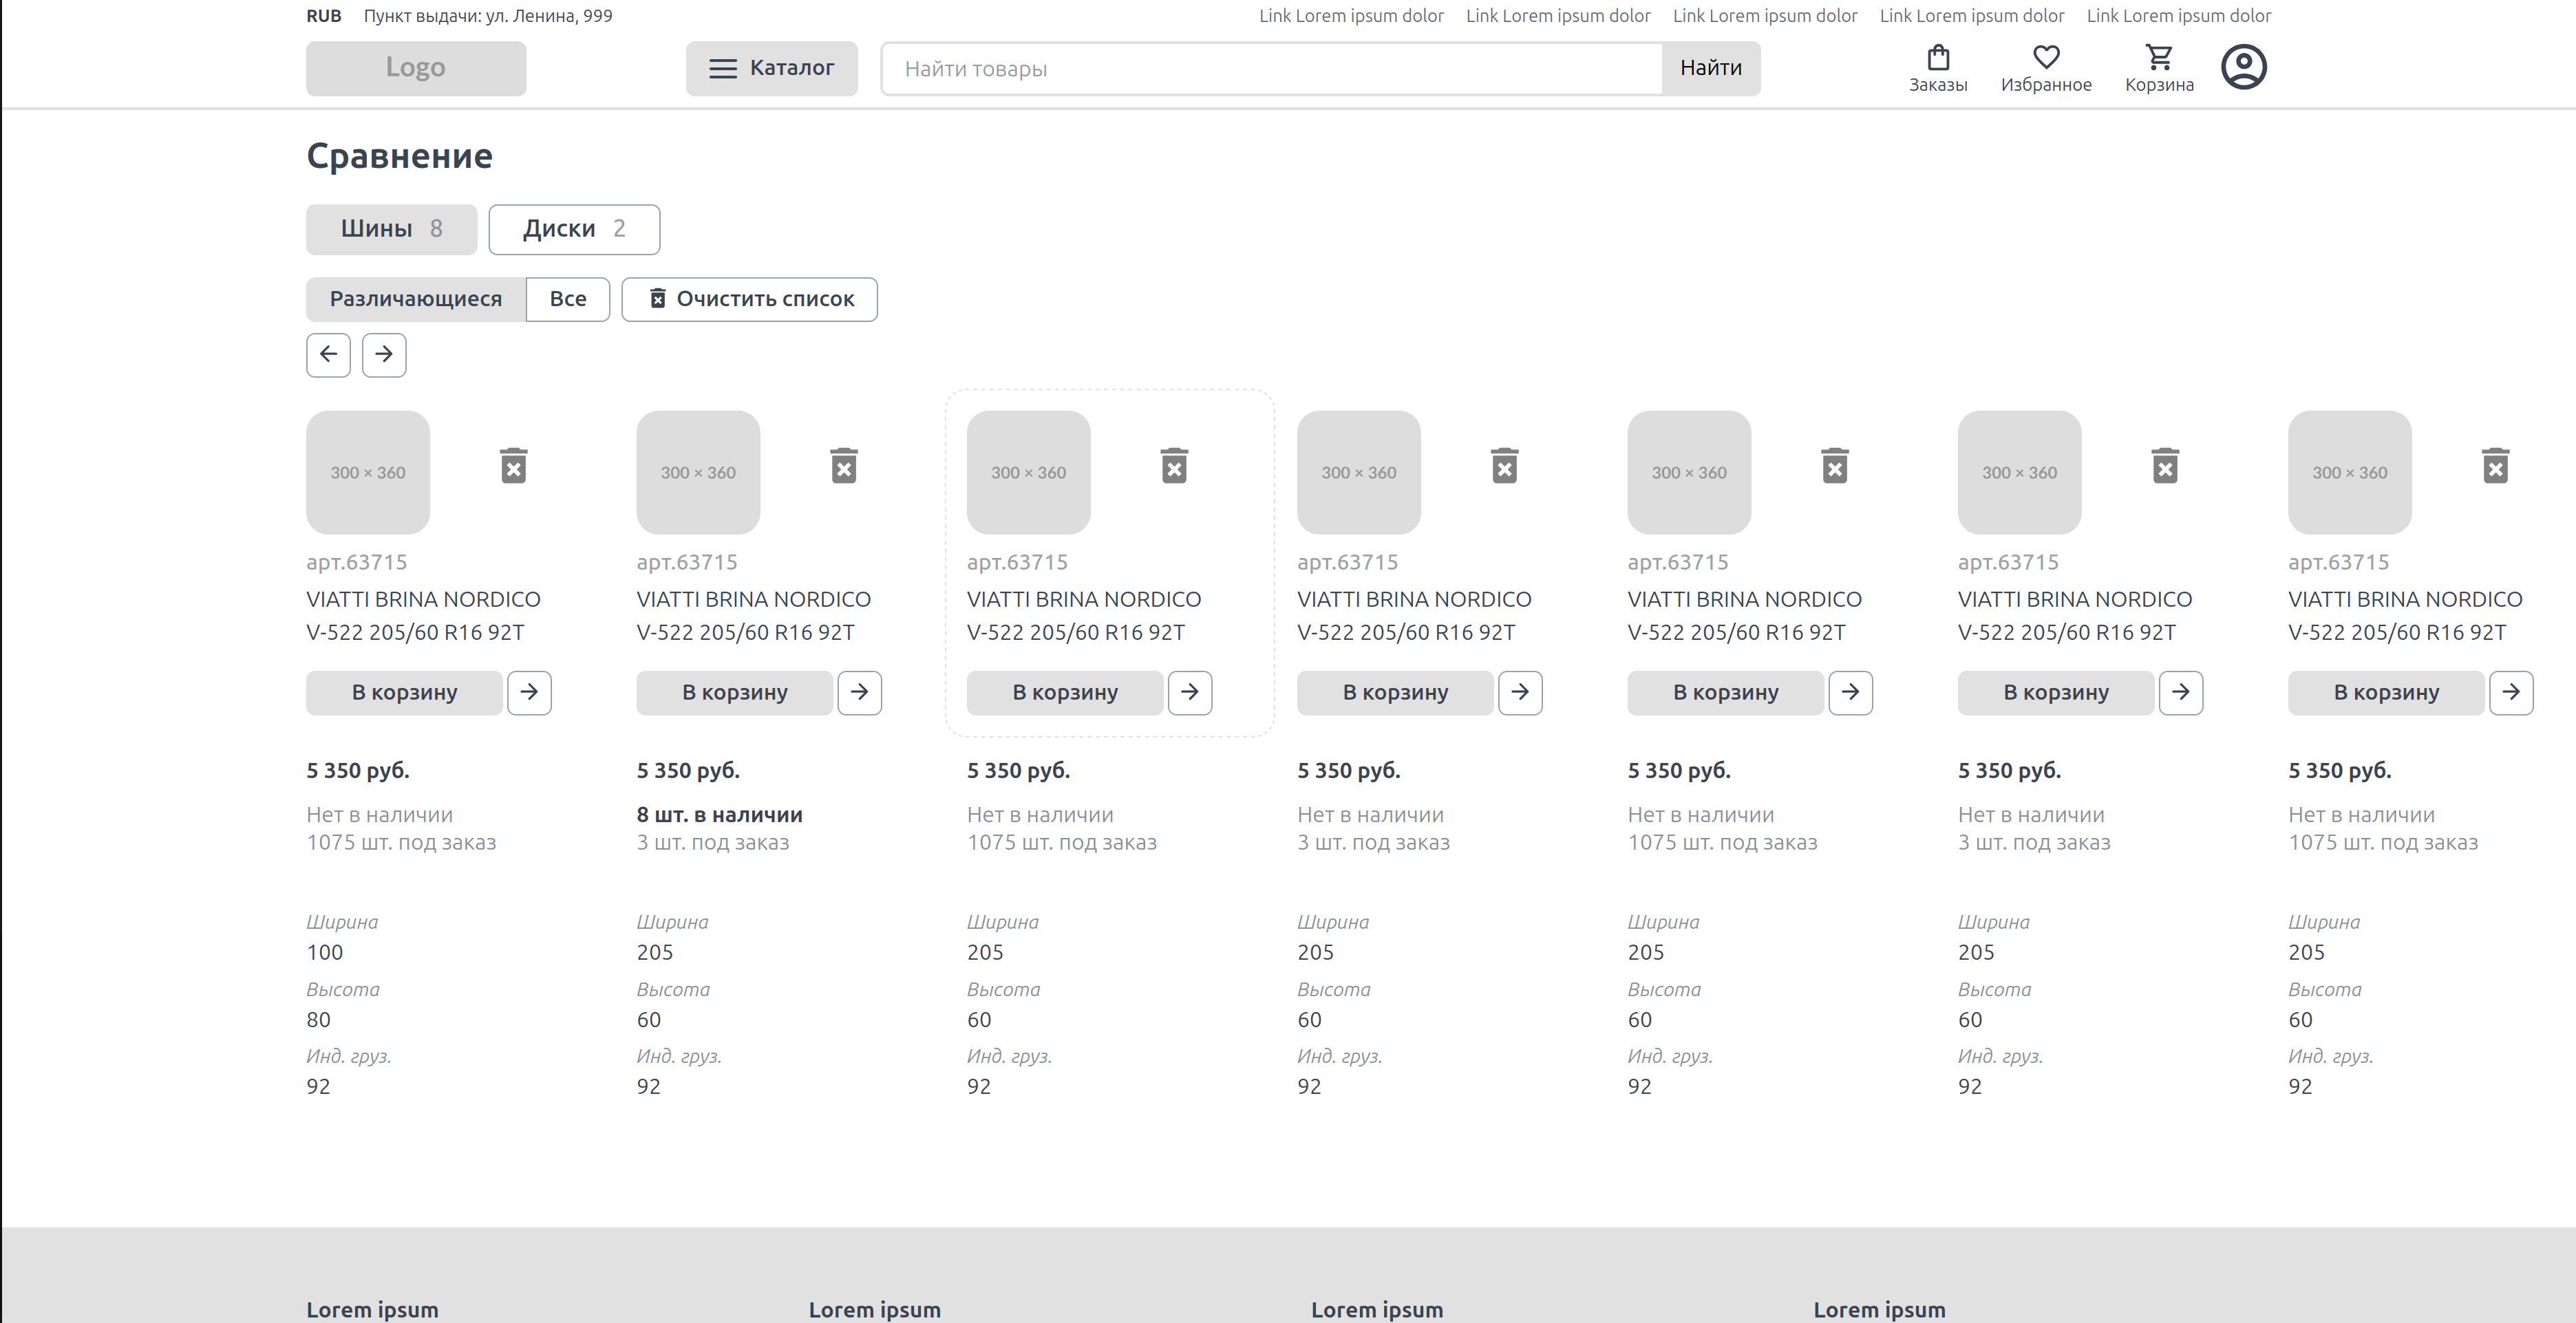 RUB Пункт выдачи: ул. Ленина, 999 Link Lorem ipsum dolor Link Lorem ipsum dolor Link Lorem ipsum dolor Link Lorem ipsum dolor Link Lorem ipsum dolor
Logo Каталог Найти товары Найти Заказы Избранное Корзина
Сравнение
Шины 8 Диски 2
Различающиеся Все Очистить список
300 × 360 300 × 360 300 × 360 300 × 360 300 × 360 300 × 360 300 × 360
арт.63715 арт.63715 арт.63715 арт.63715 арт.63715 арт.63715 арт.63715
VIATTI BRINA NORDICO VIATTI BRINA NORDICO VIATTI BRINA NORDICO VIATTI BRINA NORDICO VIATTI BRINA NORDICO VIATTI BRINA NORDICO VIATTI BRINA NORDICO
V-522 205/60 R16 92T V-522 205/60 R16 92T V-522 205/60 R16 92T V-522 205/60 R16 92T V-522 205/60 R16 92T V-522 205/60 R16 92T V-522 205/60 R16 92T
В корзину В корзину В корзину В корзину В корзину В корзину В корзину
5 350 руб. 5 350 руб. 5 350 руб. 5 350 руб. 5 350 руб. 5 350 руб. 5 350 руб.
Нет в наличии 8 шт. в наличии Нет в наличии Нет в наличии Нет в наличии Нет в наличии Нет в наличии
1075 шт. под заказ 3 шт. под заказ 1075 шт. под заказ 3 шт. под заказ 1075 шт. под заказ 3 шт. под заказ 1075 шт. под заказ
Ширина Ширина Ширина Ширина Ширина Ширина Ширина
100 205 205 205 205 205 205
Высота Высота Высота Высота Высота Высота Высота
80 60 60 60 60 60 60
Инд. груз. Инд. груз. Инд. груз. Инд. груз. Инд. груз. Инд. груз. Инд. груз.
92 92 92 92 92 92 92
Lorem ipsum Lorem ipsum Lorem ipsum Lorem ipsum